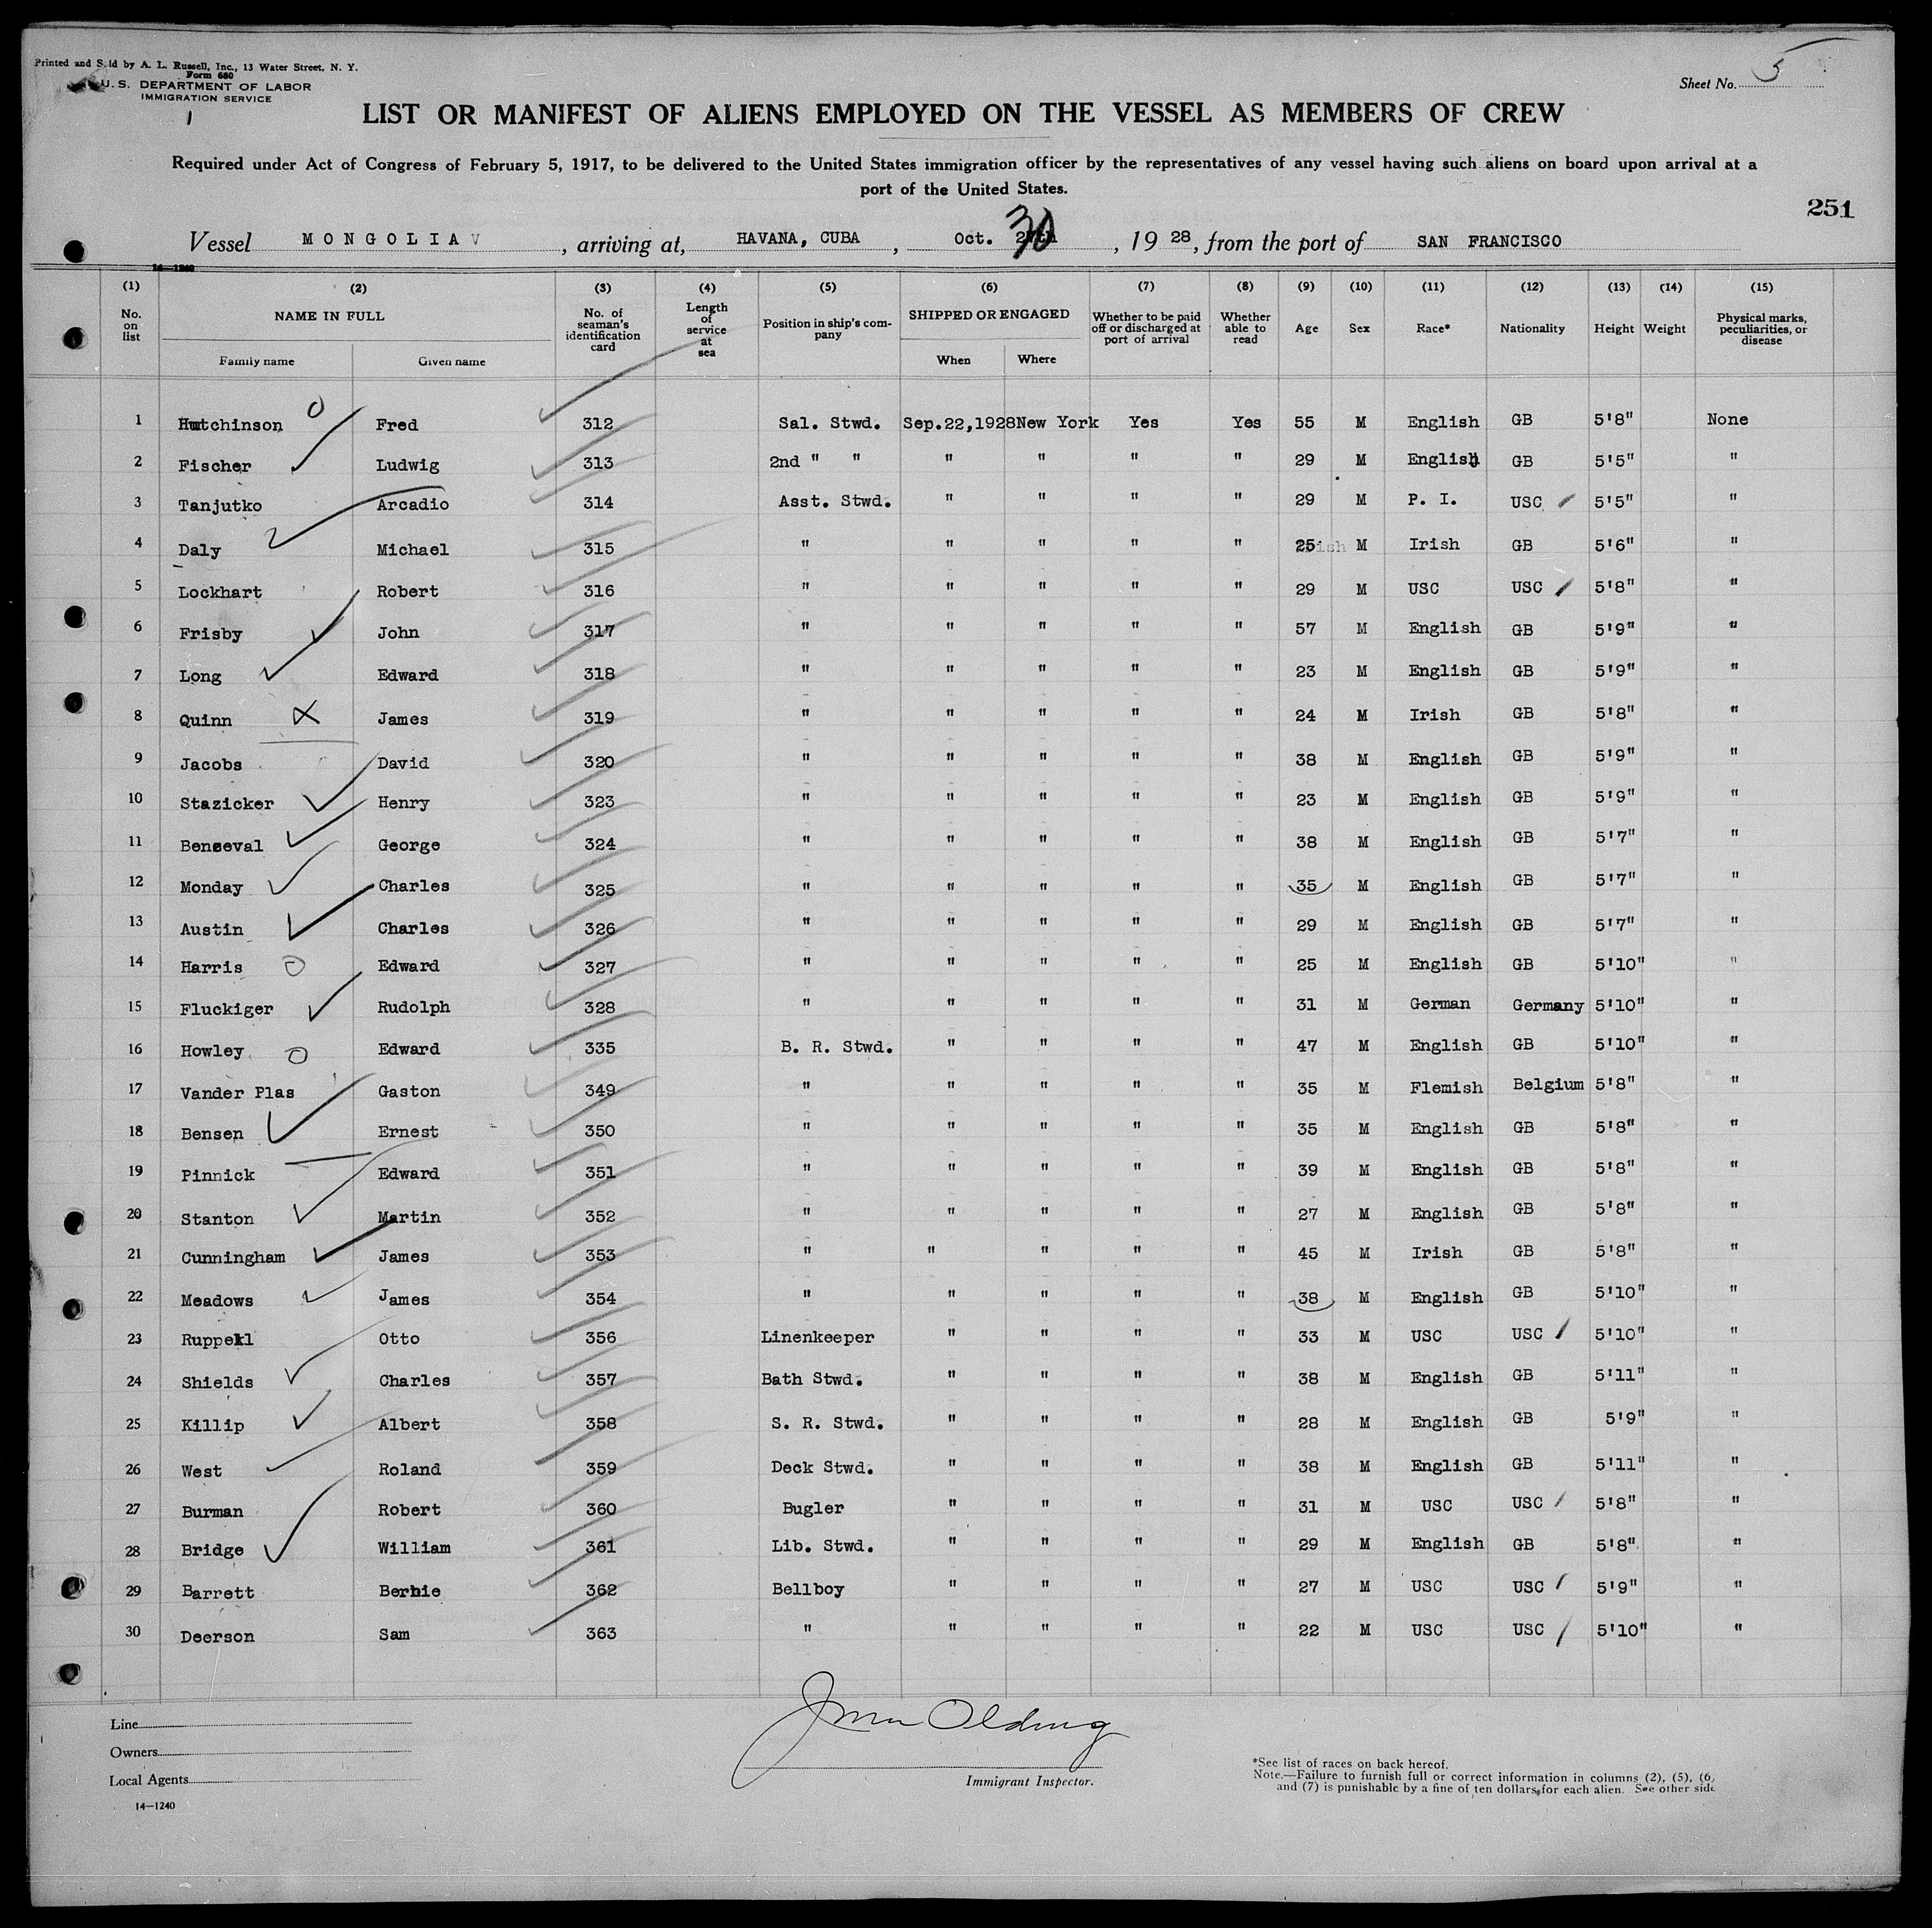 Printed and Sold by A. L. Russell, Inc., 13 Water Street, N. Y.
Form 680
U. S. DEPARTMENT OF LABOR
IMMIGRATION SERVICE
1
Sheet No. 5
LIST OR MANIFEST OF ALIENS EMPLOYED ON THE VESSEL AS MEMBERS OF CREW
Required under Act of Congress of February 5, 1917, to be delivered to the United States immigration officer by the representatives of any vessel having such aliens on board upon arrival at a
port of the United States.
251
Vessel MONGOLIA, arriving at, HAVANA, CUBA, Oct. 30, 19 28, from the port of SAN FRANCISCO
14—1240
(1) (2) (3) (4) (5) (6) (7) (8) (9) (10) (11) (12) (13) (14) (15)
No. on list NAME IN FULL Family name Given name No. of seaman's identification card Length of service at sea Position in ship's company SHIPPED OR ENGAGED When Where Whether to be paid off or discharged at port of arrival Whether able to read Age Sex Race* Nationality Height Weight Physical marks, peculiarities, or disease
1 Hutchinson Fred 312 Sal. Stwd. Sep.22,1928 New York Yes Yes 55 M English GB 5'8" None
2 Fischer Ludwig 313 2nd " " " " " " 29 M English GB 5'5" "
3 Tanjutko Arcadio 314 Asst. Stwd. " " " " 29 M P. I. USC 5'5" "
4 Daly Michael 315 " " " " " 25 M Irish GB 5'6" "
5 Lockhart Robert 316 " " " " " 29 M USC USC 5'8" "
6 Frisby John 317 " " " " " 57 M English GB 5'9" "
7 Long Edward 318 " " " " " 23 M English GB 5'9" "
8 Quinn X James 319 " " " " " 24 M Irish GB 5'8" "
9 Jacobs David 320 " " " " " 38 M English GB 5'9" "
10 Stazicker Henry 323 " " " " " 23 M English GB 5'9" "
11 Benseval George 324 " " " " " 38 M English GB 5'7" "
12 Monday Charles 325 " " " " " 35 M English GB 5'7" "
13 Austin Charles 326 " " " " " 29 M English GB 5'7" "
14 Harris Edward 327 " " " " " 25 M English GB 5'10" "
15 Fluckiger Rudolph 328 " " " " " 31 M German Germany 5'10" "
16 Howley Edward 335 B. R. Stwd. " " " " 47 M English GB 5'10" "
17 Vander Plas Gaston 349 " " " " " 35 M Flemish Belgium 5'8" "
18 Bensen Ernest 350 " " " " " 35 M English GB 5'8" "
19 Pinnick Edward 351 " " " " " 39 M English GB 5'8" "
20 Stanton Martin 352 " " " " " 27 M English GB 5'8" "
21 Cunningham James 353 " " " " " 45 M Irish GB 5'8" "
22 Meadows James 354 " " " " " 38 M English GB 5'10" "
23 Ruppell Otto 356 Linenkeeper " " " " 33 M USC USC 5'10" "
24 Shields Charles 357 Bath Stwd. " " " " 38 M English GB 5'11" "
25 Killip Albert 358 S. R. Stwd. " " " " 28 M English GB 5'9" "
26 West Roland 359 Deck Stwd. " " " " 38 M English GB 5'11" "
27 Burman Robert 360 Bugler " " " " 31 M USC USC 5'8" "
28 Bridge William 361 Lib. Stwd. " " " " 29 M English GB 5'8" "
29 Barrett Bernie 362 Bellboy " " " " 27 M USC USC 5'9" "
30 Deerson Sam 363 " " " " " 22 M USC USC 5'10" "
Line
Owners
Local Agents
14—1240
Olding
Immigrant Inspector.
*See list of races on back hereof.
Note.—Failure to furnish full or correct information in columns (2), (5), (6)
and (7) is punishable by a fine of ten dollars for each alien. See other side